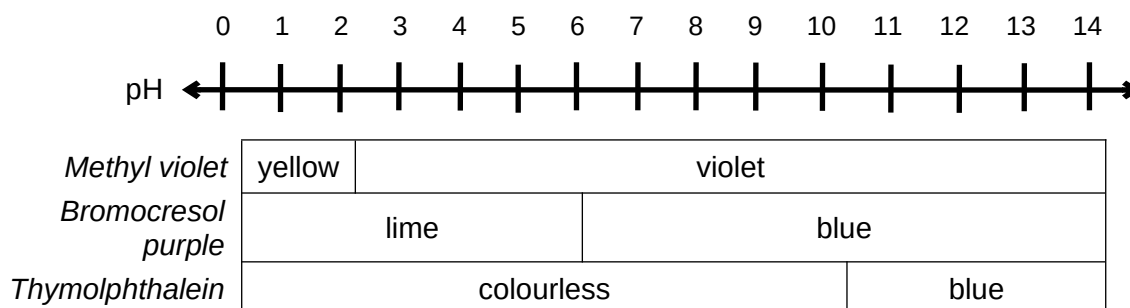 0 1 2 3 4 5 6 7 8 9 10 11 12 13 14
pH
Methyl violet yellow violet
Bromocresol
purple lime blue
Thymolphthalein colourless blue